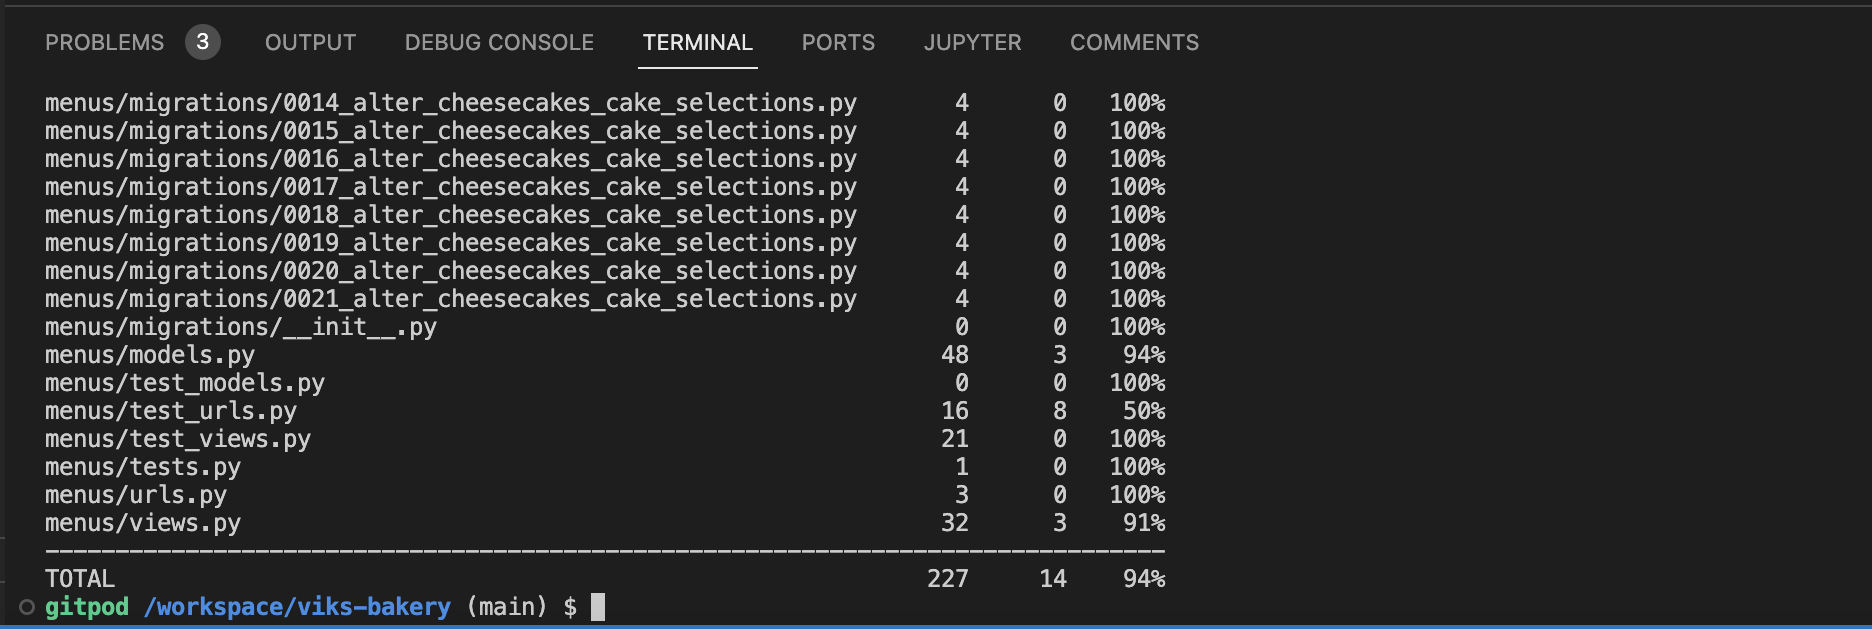 PROBLEMS 3 OUTPUT DEBUG CONSOLE TERMINAL PORTS JUPYTER COMMENTS
menus/migrations/0014_alter_cheesecakes_cake_selections.py 4 0 100%
menus/migrations/0015_alter_cheesecakes_cake_selections.py 4 0 100%
menus/migrations/0016_alter_cheesecakes_cake_selections.py 4 0 100%
menus/migrations/0017_alter_cheesecakes_cake_selections.py 4 0 100%
menus/migrations/0018_alter_cheesecakes_cake_selections.py 4 0 100%
menus/migrations/0019_alter_cheesecakes_cake_selections.py 4 0 100%
menus/migrations/0020_alter_cheesecakes_cake_selections.py 4 0 100%
menus/migrations/0021_alter_cheesecakes_cake_selections.py 4 0 100%
menus/migrations/__init__.py 0 0 100%
menus/models.py 48 3 94%
menus/test_models.py 0 0 100%
menus/test_urls.py 16 8 50%
menus/test_views.py 21 0 100%
menus/tests.py 1 0 100%
menus/urls.py 3 0 100%
menus/views.py 32 3 91%
--------------------------------------------------------------------------------
TOTAL 227 14 94%
gitpod /workspace/viks-bakery (main) $